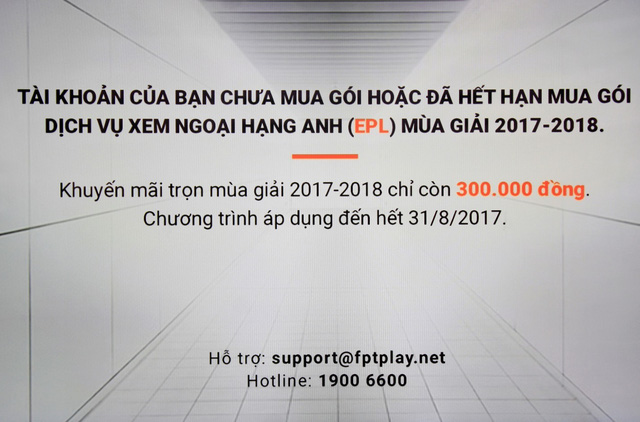 TÀI KHOẢN CỦA BẠN CHƯA MUA GÓI HOẶC ĐÃ HẾT HẠN MUA GÓI
DỊCH VỤ XEM NGOẠI HẠNG ANH (EPL) MÙA GIẢI 2017-2018.
Khuyến mãi trọn mùa giải 2017-2018 chỉ còn 300.000 đồng.
Chương trình áp dụng đến hết 31/8/2017.
Hỗ trợ: support@fptplay.net
Hotline: 1900 6600